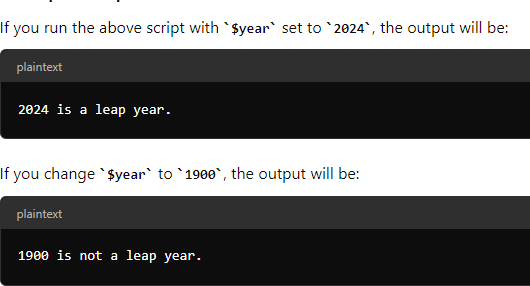 If you run the above script with `$year` set to `2024`, the output will be:
plaintext
2024 is a leap year.
If you change `$year` to `1900`, the output will be:
plaintext
1900 is not a leap year.